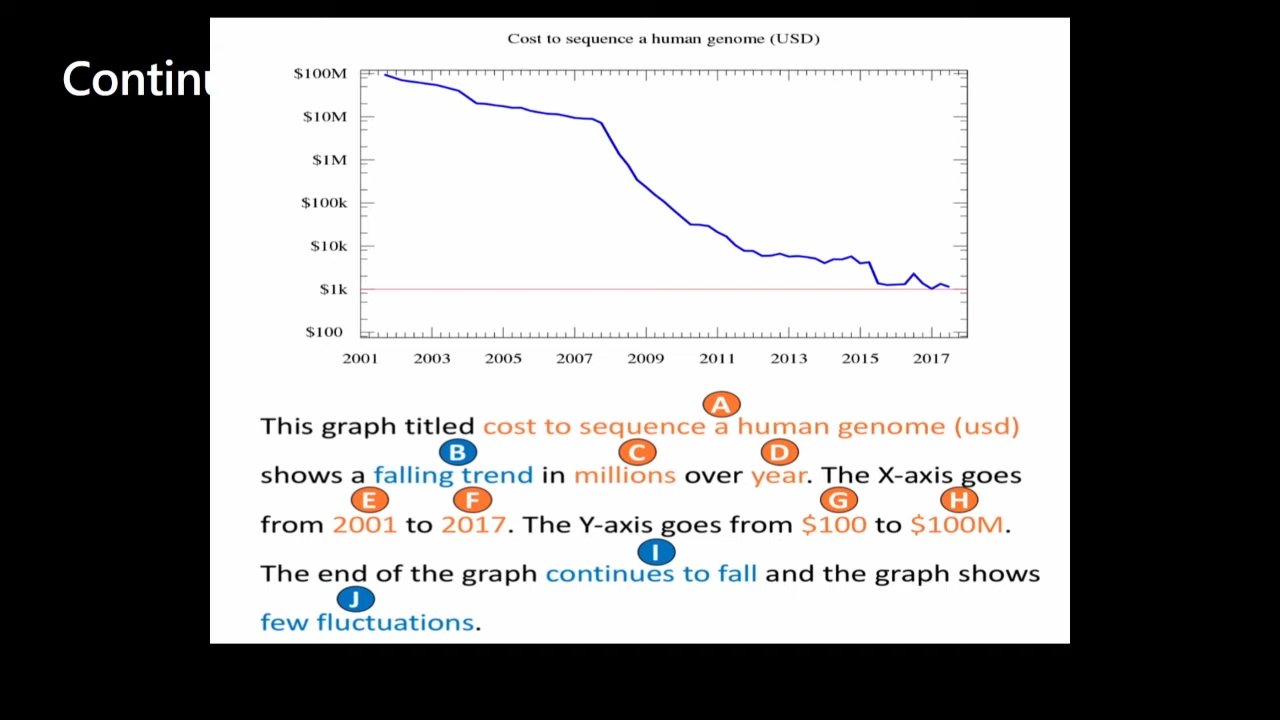 Continu
Cost to sequence a human genome (USD)
$100M
$10M
$1M
$100k
$10k
$1k
$100
2001 2003 2005 2007 2009 2011 2013 2015 2017
A
This graph titled cost to sequence a human genome (usd)
B C D
shows a falling trend in millions over year. The X-axis goes
E F G H
from 2001 to 2017. The Y-axis goes from $100 to $100M.
I
The end of the graph continues to fall and the graph shows
J
few fluctuations.